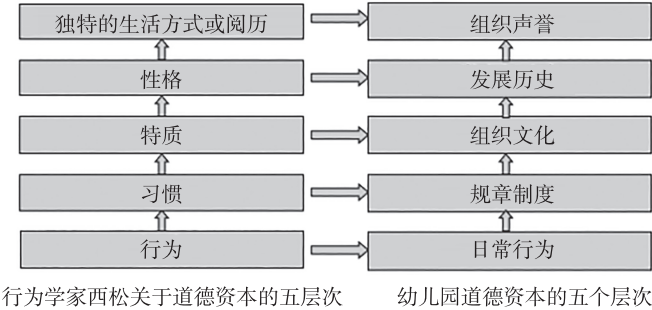 独特的生活方式或阅历
组织声誉
性格
发展历史
特质
组织文化
习惯
规章制度
行为
日常行为
行为学家西松关于道德资本的五层次
幼儿园道德资本的五个层次